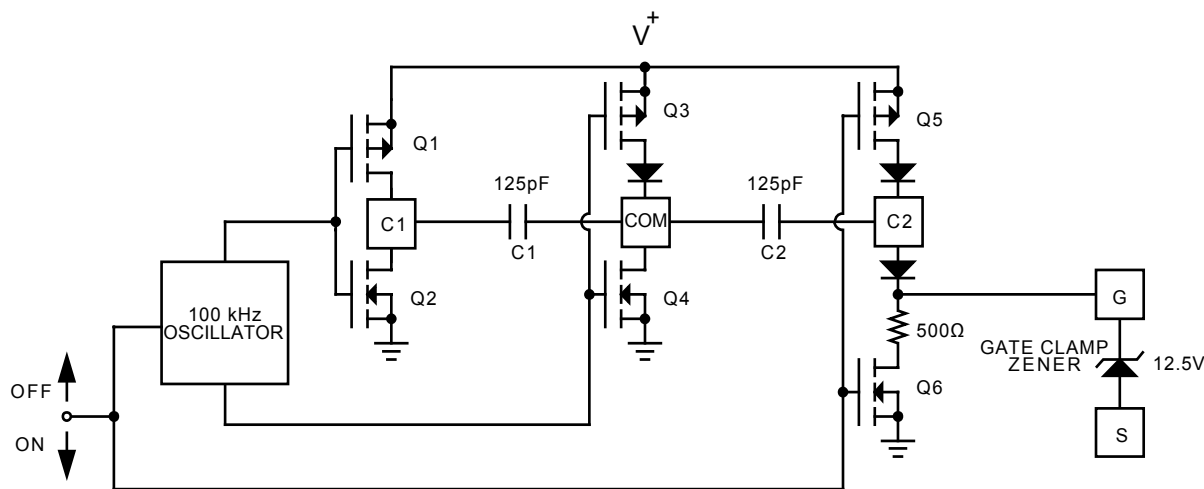 V+
Q1
Q3
Q5
125pF
125pF
C1
COM
C2
C1
C2
Q2
Q4
100 kHz
OSCILLATOR
G
500Ω
GATE CLAMP
ZENER
12.5V
OFF
Q6
ON
S